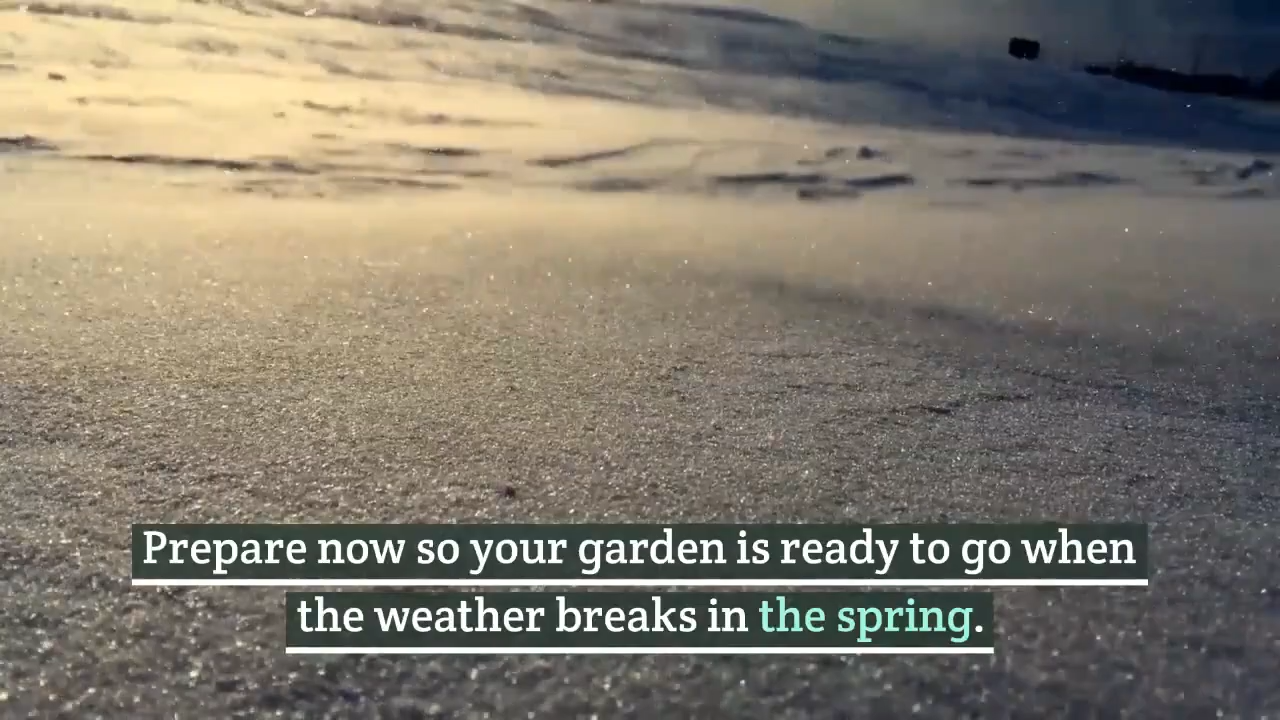 Prepare now so your garden is ready to go when
the weather breaks in the spring.